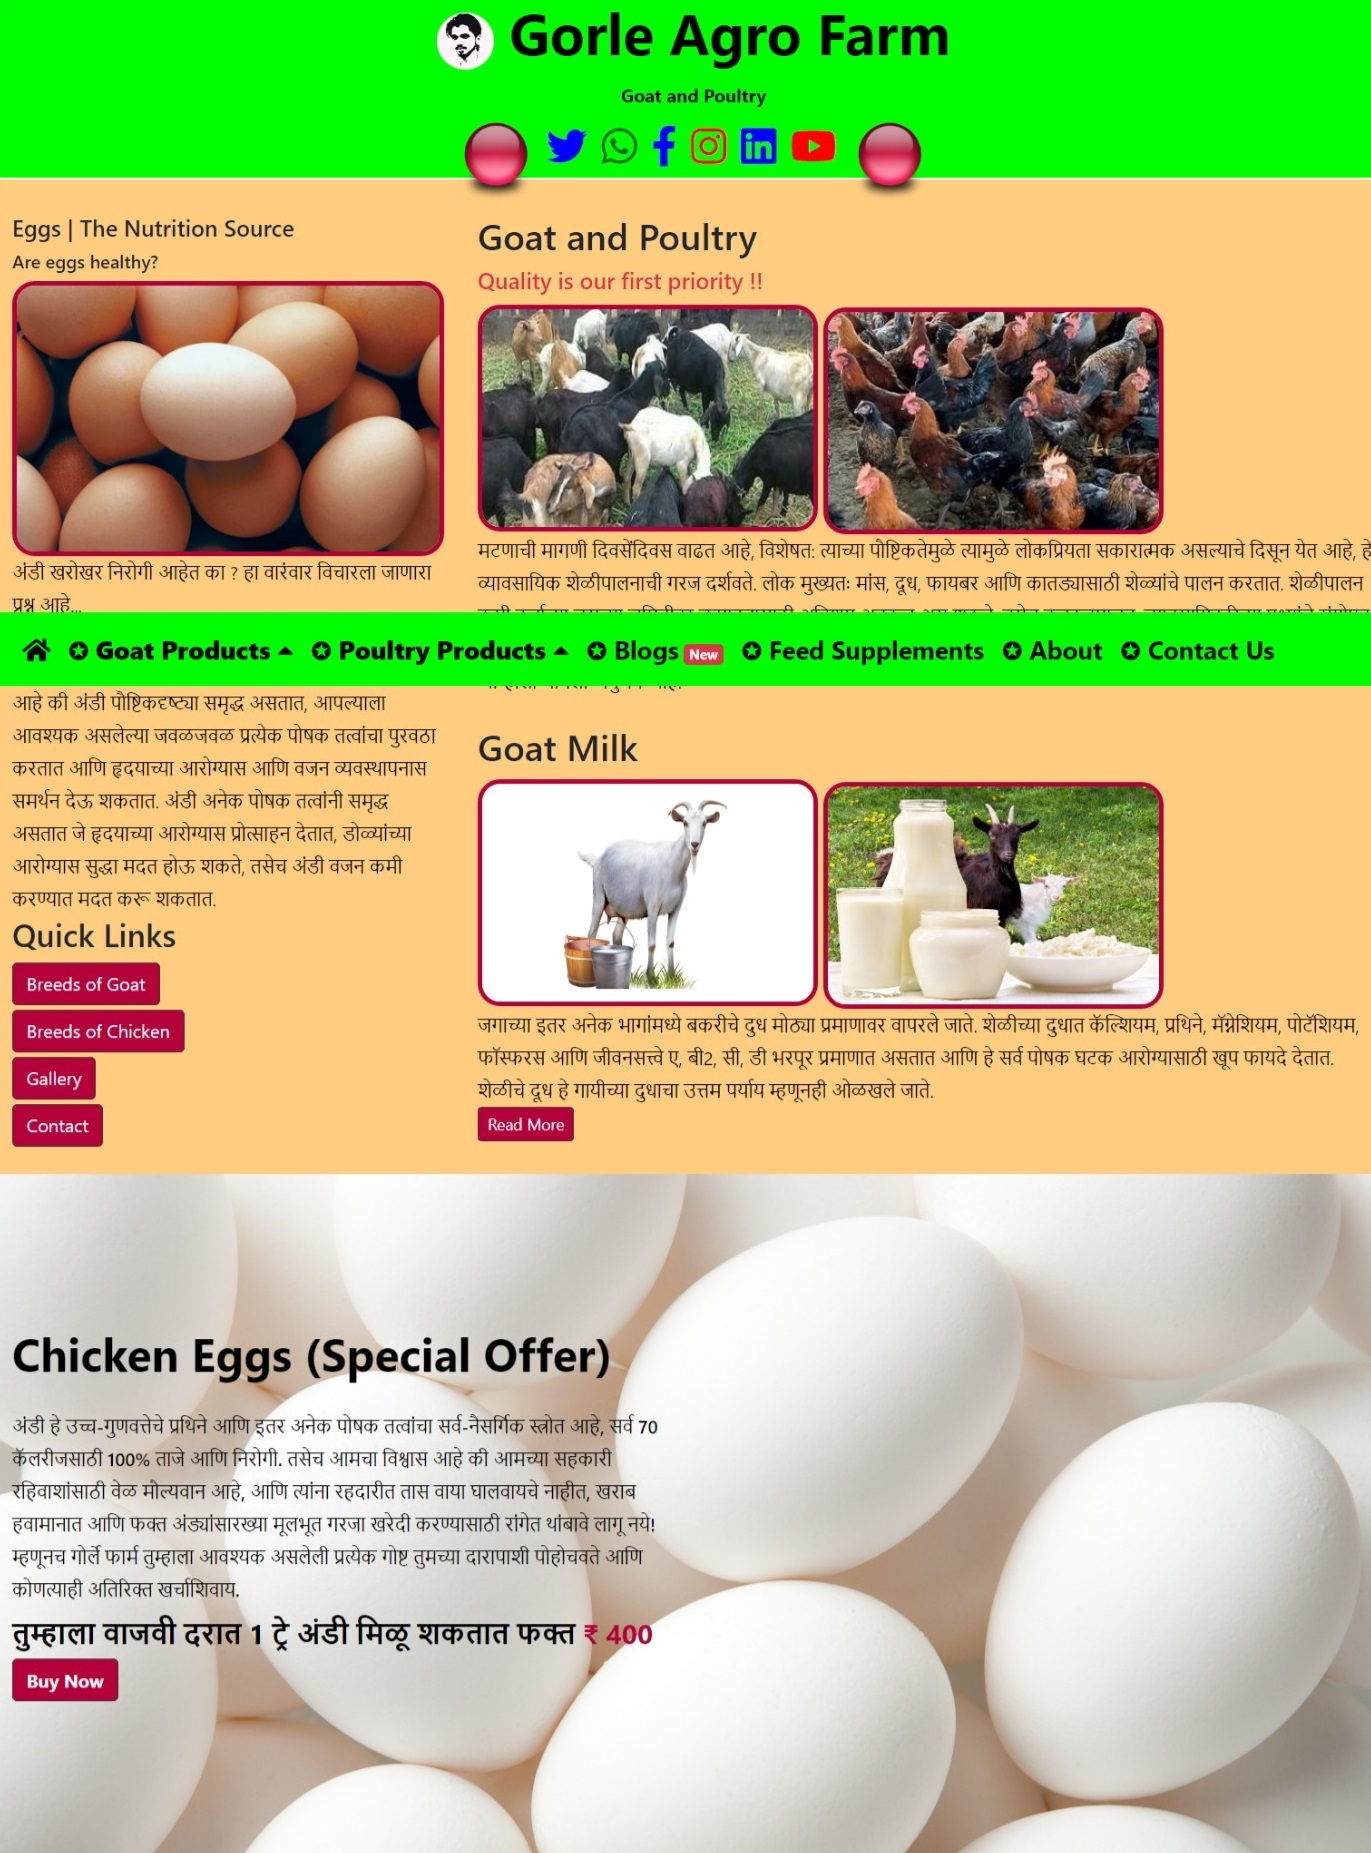 Gorle Agro Farm
Goat and Poultry
Eggs | The Nutrition Source
Are eggs healthy?
अंडी खरोखर निरोगी आहेत का ? हा वारंवार विचारला जाणारा
प्रश्न आहे...
Goat and Poultry
Quality is our first priority !!
मटणाची मागणी दिवसेंदिवस वाढत आहे, विशेषत: त्याच्या पौष्टिकतेमुळे त्यामुळे लोकप्रियता सकारात्मक असल्याचे दिसून येत आहे, हे
व्यावसायिक शेळीपालनाची गरज दर्शवते. लोक मुख्यतः मांस, दूध, फायबर आणि कातड्यासाठी शेळ्यांचे पालन करतात. शेळीपालन
Goat Products Poultry Products Blogs New Feed Supplements About Contact Us
आहे की अंडी पौष्टिकदृष्ट्या समृद्ध असतात, आपल्याला
आवश्यक असलेल्या जवळजवळ प्रत्येक पोषक तत्वांचा पुरवठा
करतात आणि हृदयाच्या आरोग्यास आणि वजन व्यवस्थापनास
समर्थन देऊ शकतात. अंडी अनेक पोषक तत्वांनी समृद्ध
असतात जे हृदयाच्या आरोग्यास प्रोत्साहन देतात, डोळ्यांच्या
आरोग्यास सुद्धा मदत होऊ शकते, तसेच अंडी वजन कमी
करण्यात मदत करू शकतात.
Quick Links
Breeds of Goat
Breeds of Chicken
Gallery
Contact
Goat Milk
जगाच्या इतर अनेक भागांमध्ये बकरीचे दुध मोठ्या प्रमाणावर वापरले जाते. शेळीच्या दुधात कॅल्शियम, प्रथिने, मॅग्नेशियम, पोटॅशियम,
फॉस्फरस आणि जीवनसत्त्वे ए, बी2, सी, डी भरपूर प्रमाणात असतात आणि हे सर्व पोषक घटक आरोग्यासाठी खूप फायदे देतात.
शेळीचे दूध हे गायीच्या दुधाचा उत्तम पर्याय म्हणूनही ओळखले जाते.
Read More
Chicken Eggs (Special Offer)
अंडी हे उच्च-गुणवत्तेचे प्रथिने आणि इतर अनेक पोषक तत्वांचा सर्व-नैसर्गिक स्त्रोत आहे, सर्व 70
कॅलरीजसाठी 100% ताजे आणि निरोगी. तसेच आमचा विश्वास आहे की आमच्या सहकारी
रहिवाशांसाठी वेळ मौल्यवान आहे, आणि त्यांना रहदारीत तास वाया घालवायचे नाहीत, खराब
हवामानात आणि फक्त अंड्यांसारख्या मूलभूत गरजा खरेदी करण्यासाठी रांगेत थांबावे लागू नये!
म्हणूनच गोर्ले फार्म तुम्हाला आवश्यक असलेली प्रत्येक गोष्ट तुमच्या दारापाशी पोहोचवते आणि
कोणत्याही अतिरिक्त खर्चाशिवाय.
तुम्हाला वाजवी दरात 1 ट्रे अंडी मिळू शकतात फक्त ₹ 400
Buy Now